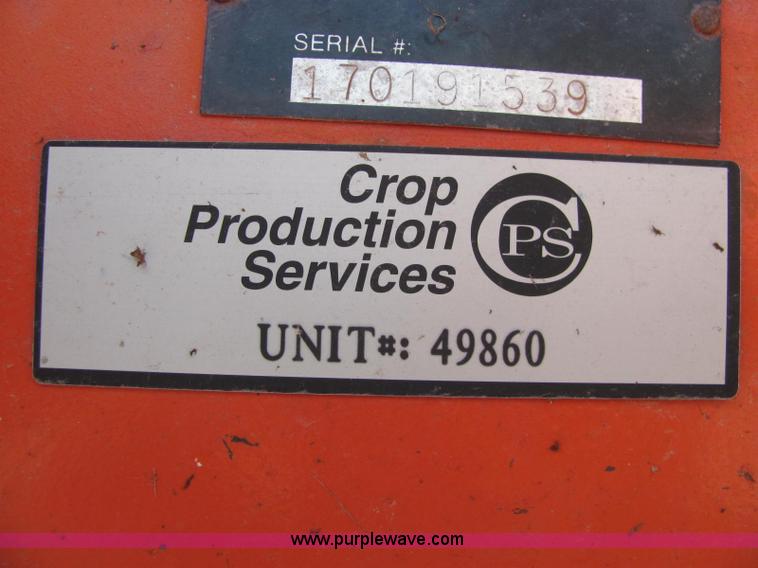 SERIAL #:
170191539
Crop
Production
Services
CPS
UNIT#: 49860
www.purplewave.com